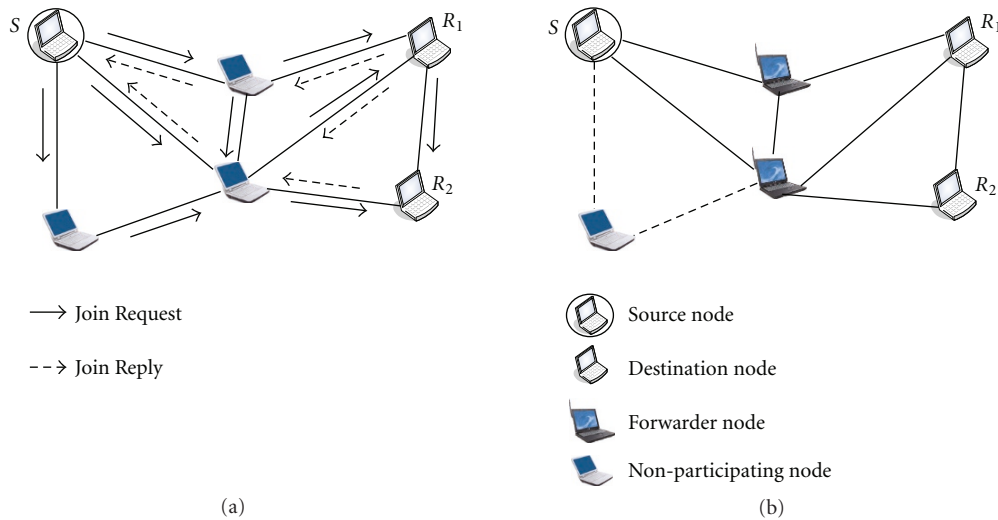 S
R1
R2
Join Request
Join Reply
(a)
S
R1
R2
Source node
Destination node
Forwarder node
Non-participating node
(b)